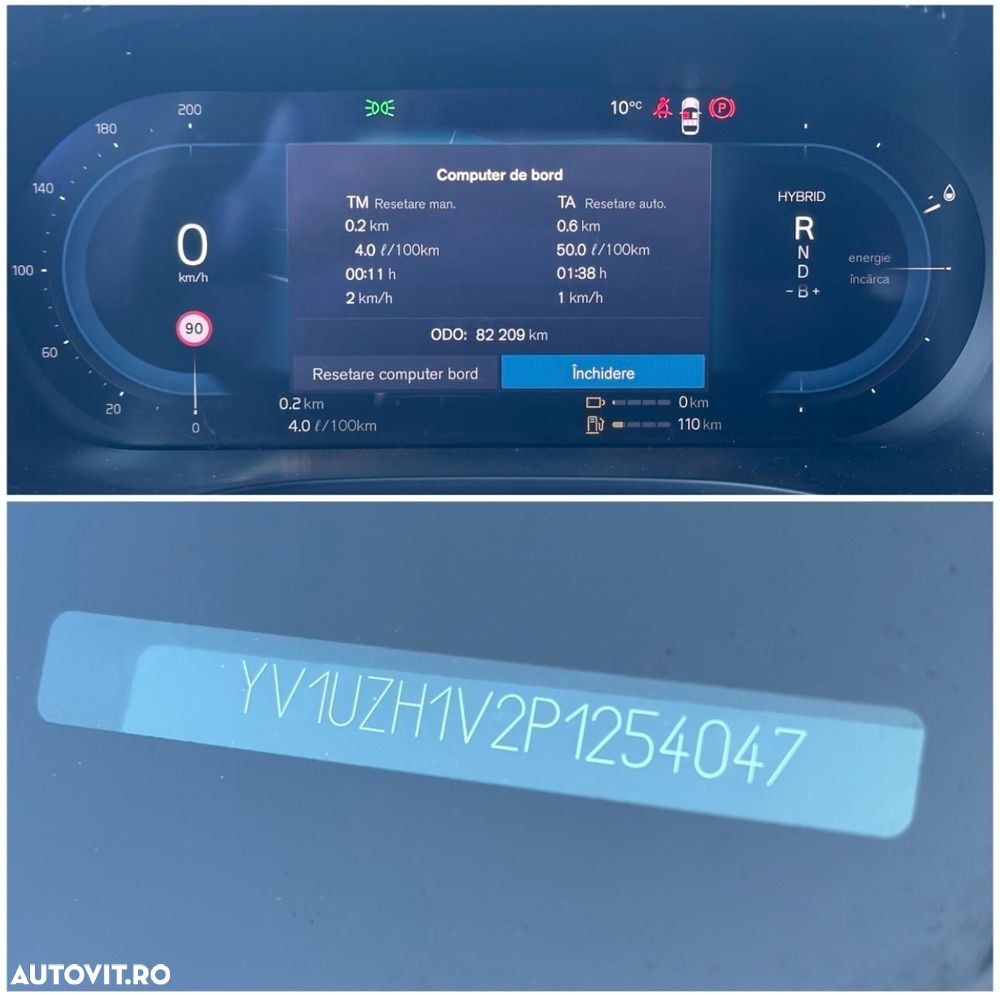 200
180
140
100
60
20
0
10°C
P
Computer de bord
TM Resetare man.
0.2 km
4.0 ℓ/100km
00:11 h
2 km/h
TA Resetare auto.
0.6 km
50.0 ℓ/100km
01:38 h
1 km/h
ODO: 82 209 km
Resetare computer bord
Închidere
0
km/h
90
HYBRID
R
N
D
- B +
energie
încărca
0.2 km
4.0 ℓ/100km
0 km
110 km
YV1UZH1V2P1254047
AUTOVIT.RO